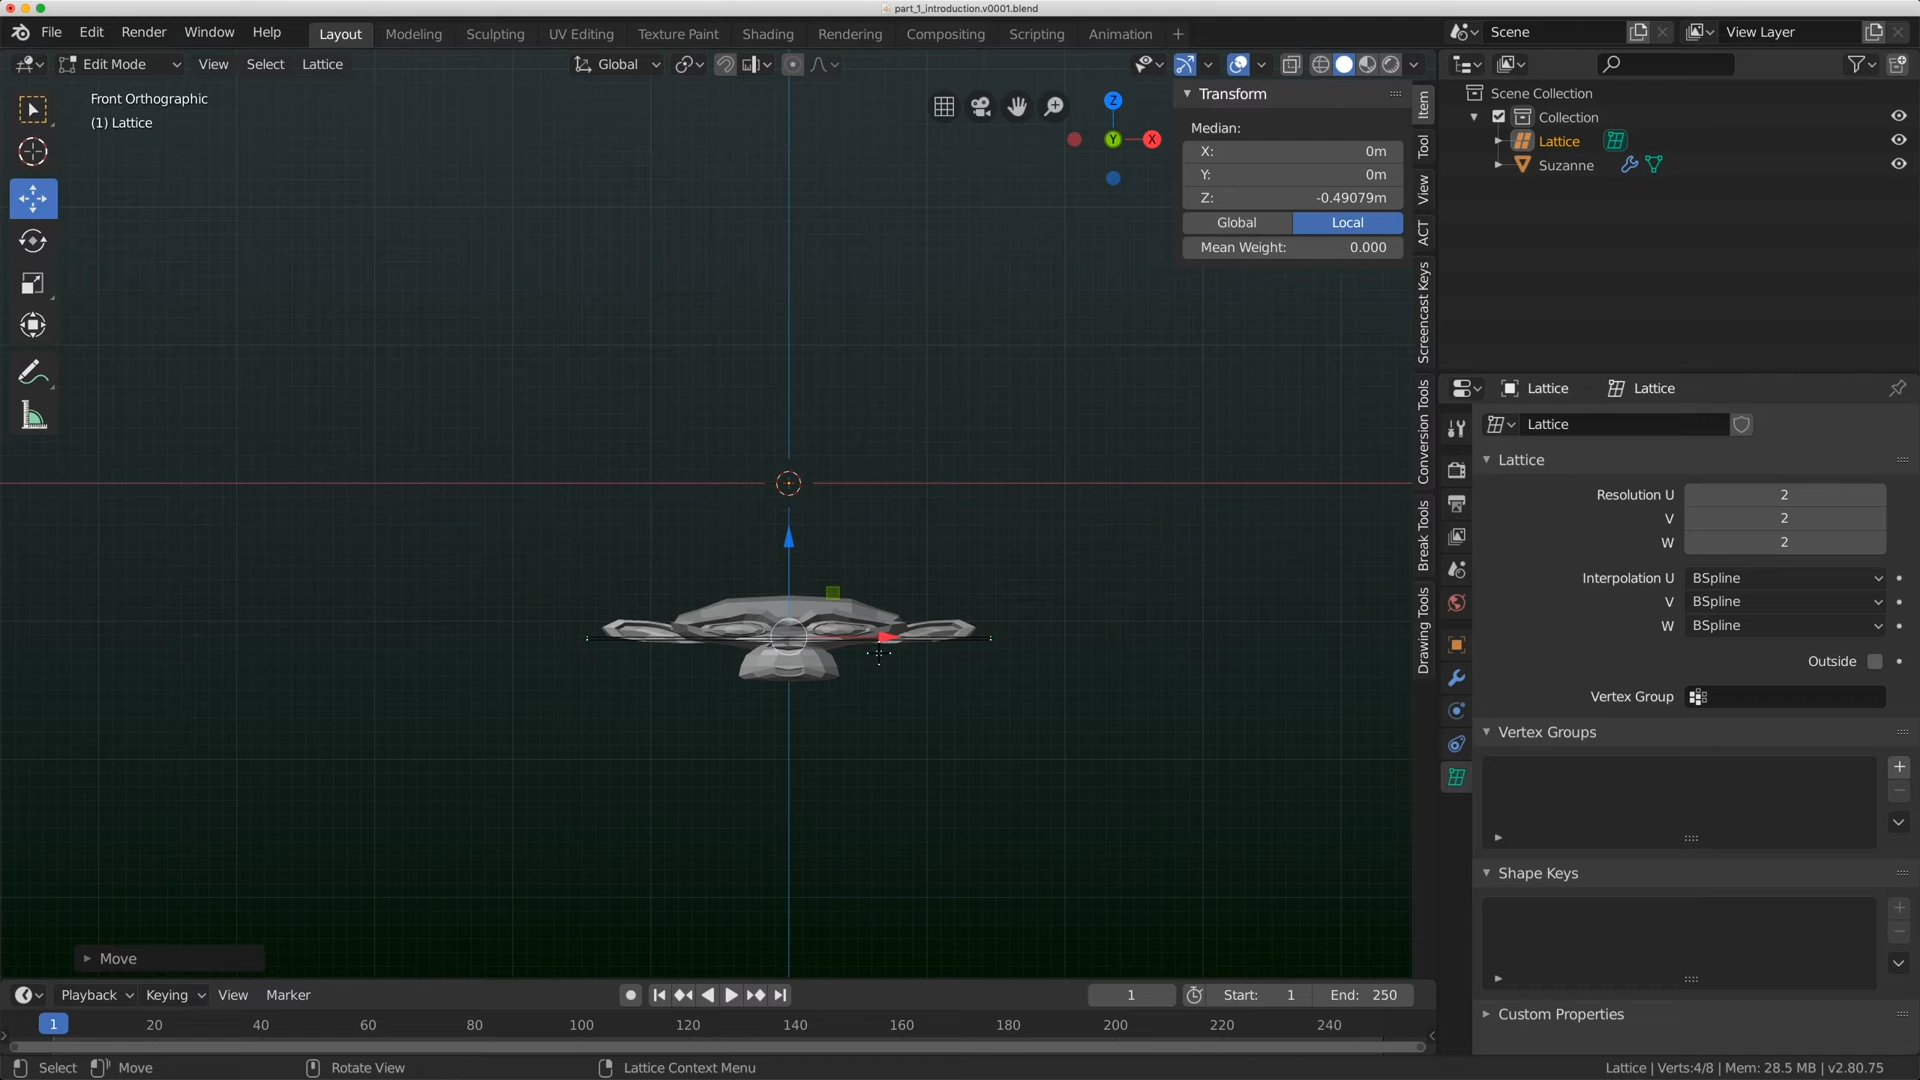 part_1_introduction.v0001.blend
File Edit Render Window Help
Layout Modeling Sculpting UV Editing Texture Paint Shading Rendering Compositing Scripting Animation +
Scene
View Layer
Edit Mode View Select Lattice
Global
Front Orthographic
(1) Lattice
Z
Y
X
Transform
Median:
X: 0m
Y: 0m
Z: -0.49079m
Global Local
Mean Weight: 0.000
Item
Tool
View
ACT
Screencast Keys
Conversion Tools
Break Tools
Drawing Tools
Scene Collection
Collection
Lattice
Suzanne
Lattice Lattice
Lattice
Lattice
Resolution U 2
V 2
W 2
Interpolation U BSpline
V BSpline
W BSpline
Outside
Vertex Group
Vertex Groups
Shape Keys
Custom Properties
Move
Playback Keying View Marker
1
Start: 1
End: 250
1 20 40 60 80 100 120 140 160 180 200 220 240
Select Move Rotate View Lattice Context Menu
Lattice | Verts:4/8 | Mem: 28.5 MB | v2.80.75